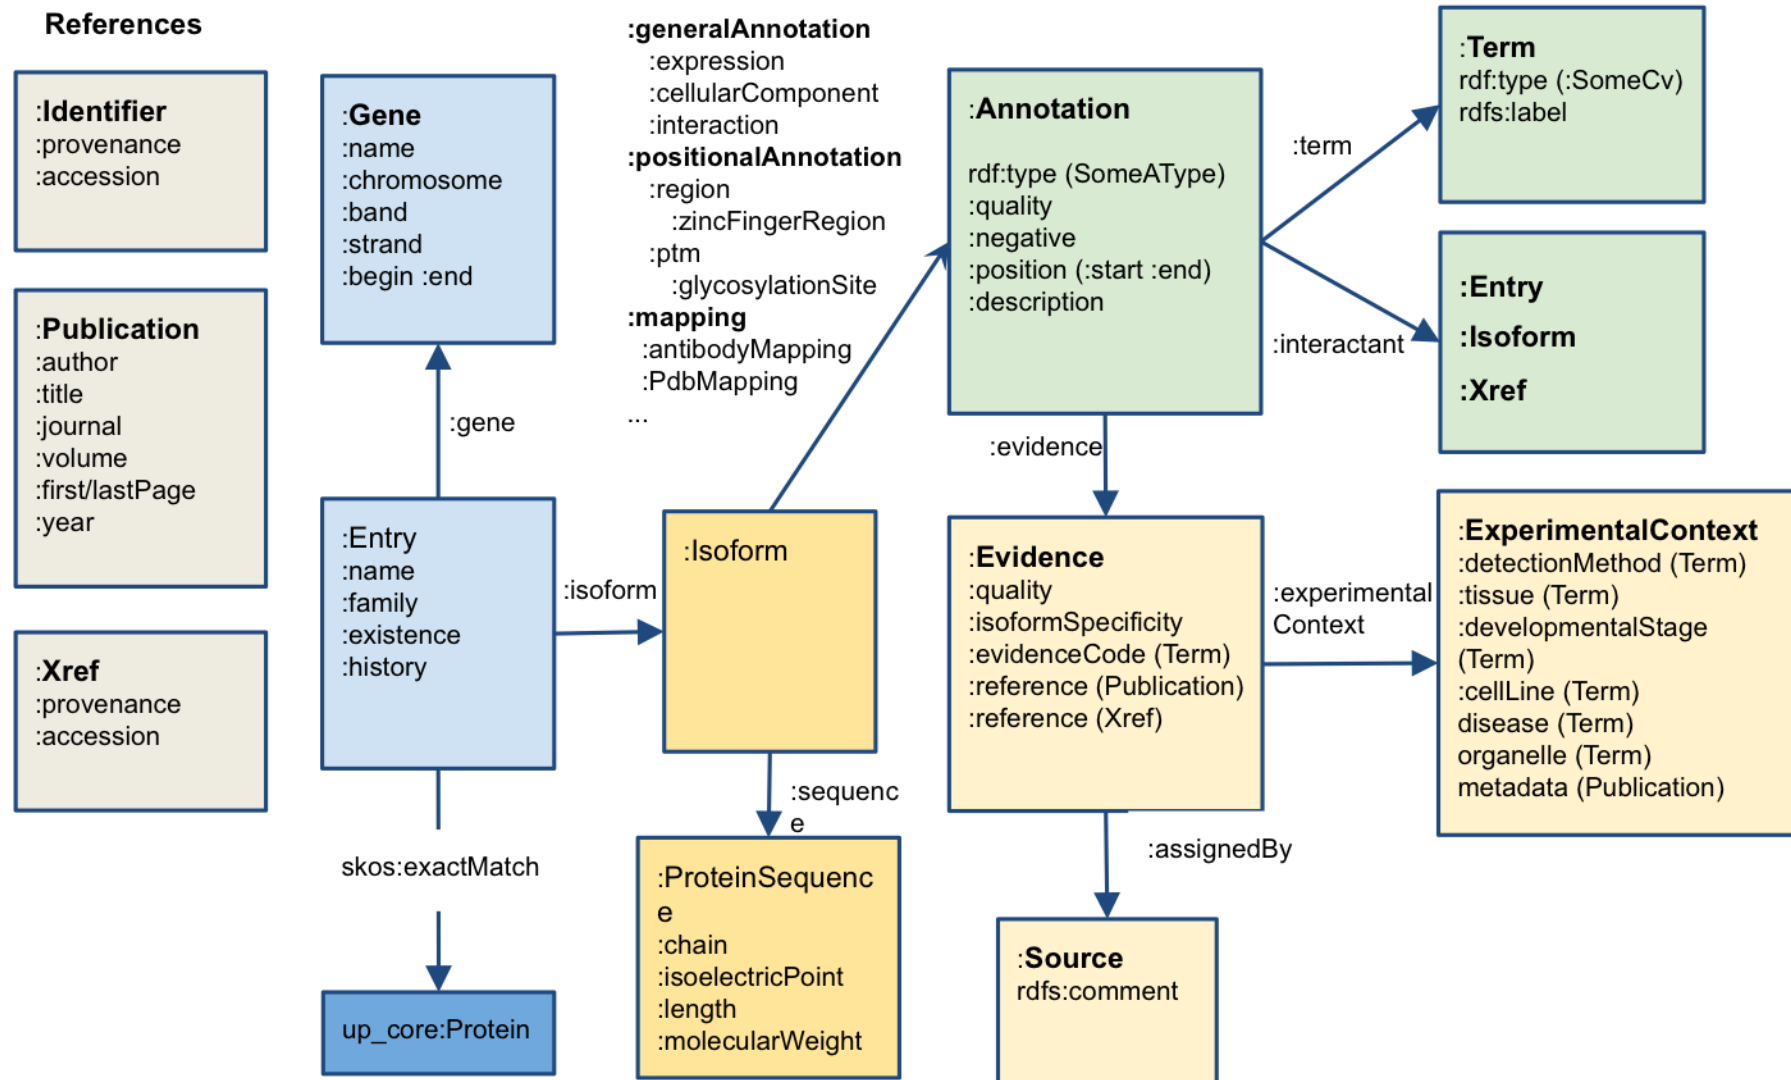 References
:Identifier
:provenance
:accession
:Publication
:author
:title
:journal
:volume
:first/lastPage
:year
:Xref
:provenance
:accession
:Gene
:name
:chromosome
:band
:strand
:begin :end
:gene
:Entry
:name
:family
:existence
:history
skos:exactMatch
up_core:Protein
:isoform
:generalAnnotation
:expression
:cellularComponent
:interaction
:positionalAnnotation
:region
:zincFingerRegion
:ptm
:glycosylationSite
:mapping
:antibodyMapping
:PdbMapping
...
:Isoform
:sequenc
e
:ProteinSequenc
e
:chain
:isoelectricPoint
:length
:molecularWeight
:Annotation
rdf:type (SomeAType)
:quality
:negative
:position (:start :end)
:description
:evidence
:Evidence
:quality
:isoformSpecificity
:evidenceCode (Term)
:reference (Publication)
:reference (Xref)
:assignedBy
:Source
rdfs:comment
:term
:Term
rdf:type (:SomeCv)
rdfs:label
:interactant
:Entry
:Isoform
:Xref
:experimental
Context
:ExperimentalContext
:detectionMethod (Term)
:tissue (Term)
:developmentalStage
(Term)
:cellLine (Term)
disease (Term)
organelle (Term)
metadata (Publication)